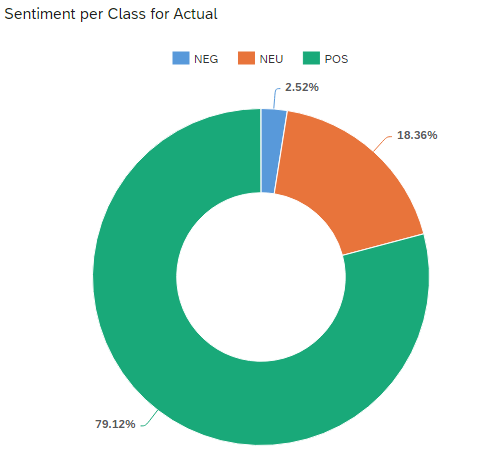 Sentiment per Class for Actual
NEG NEU POS
2.52%
18.36%
79.12%